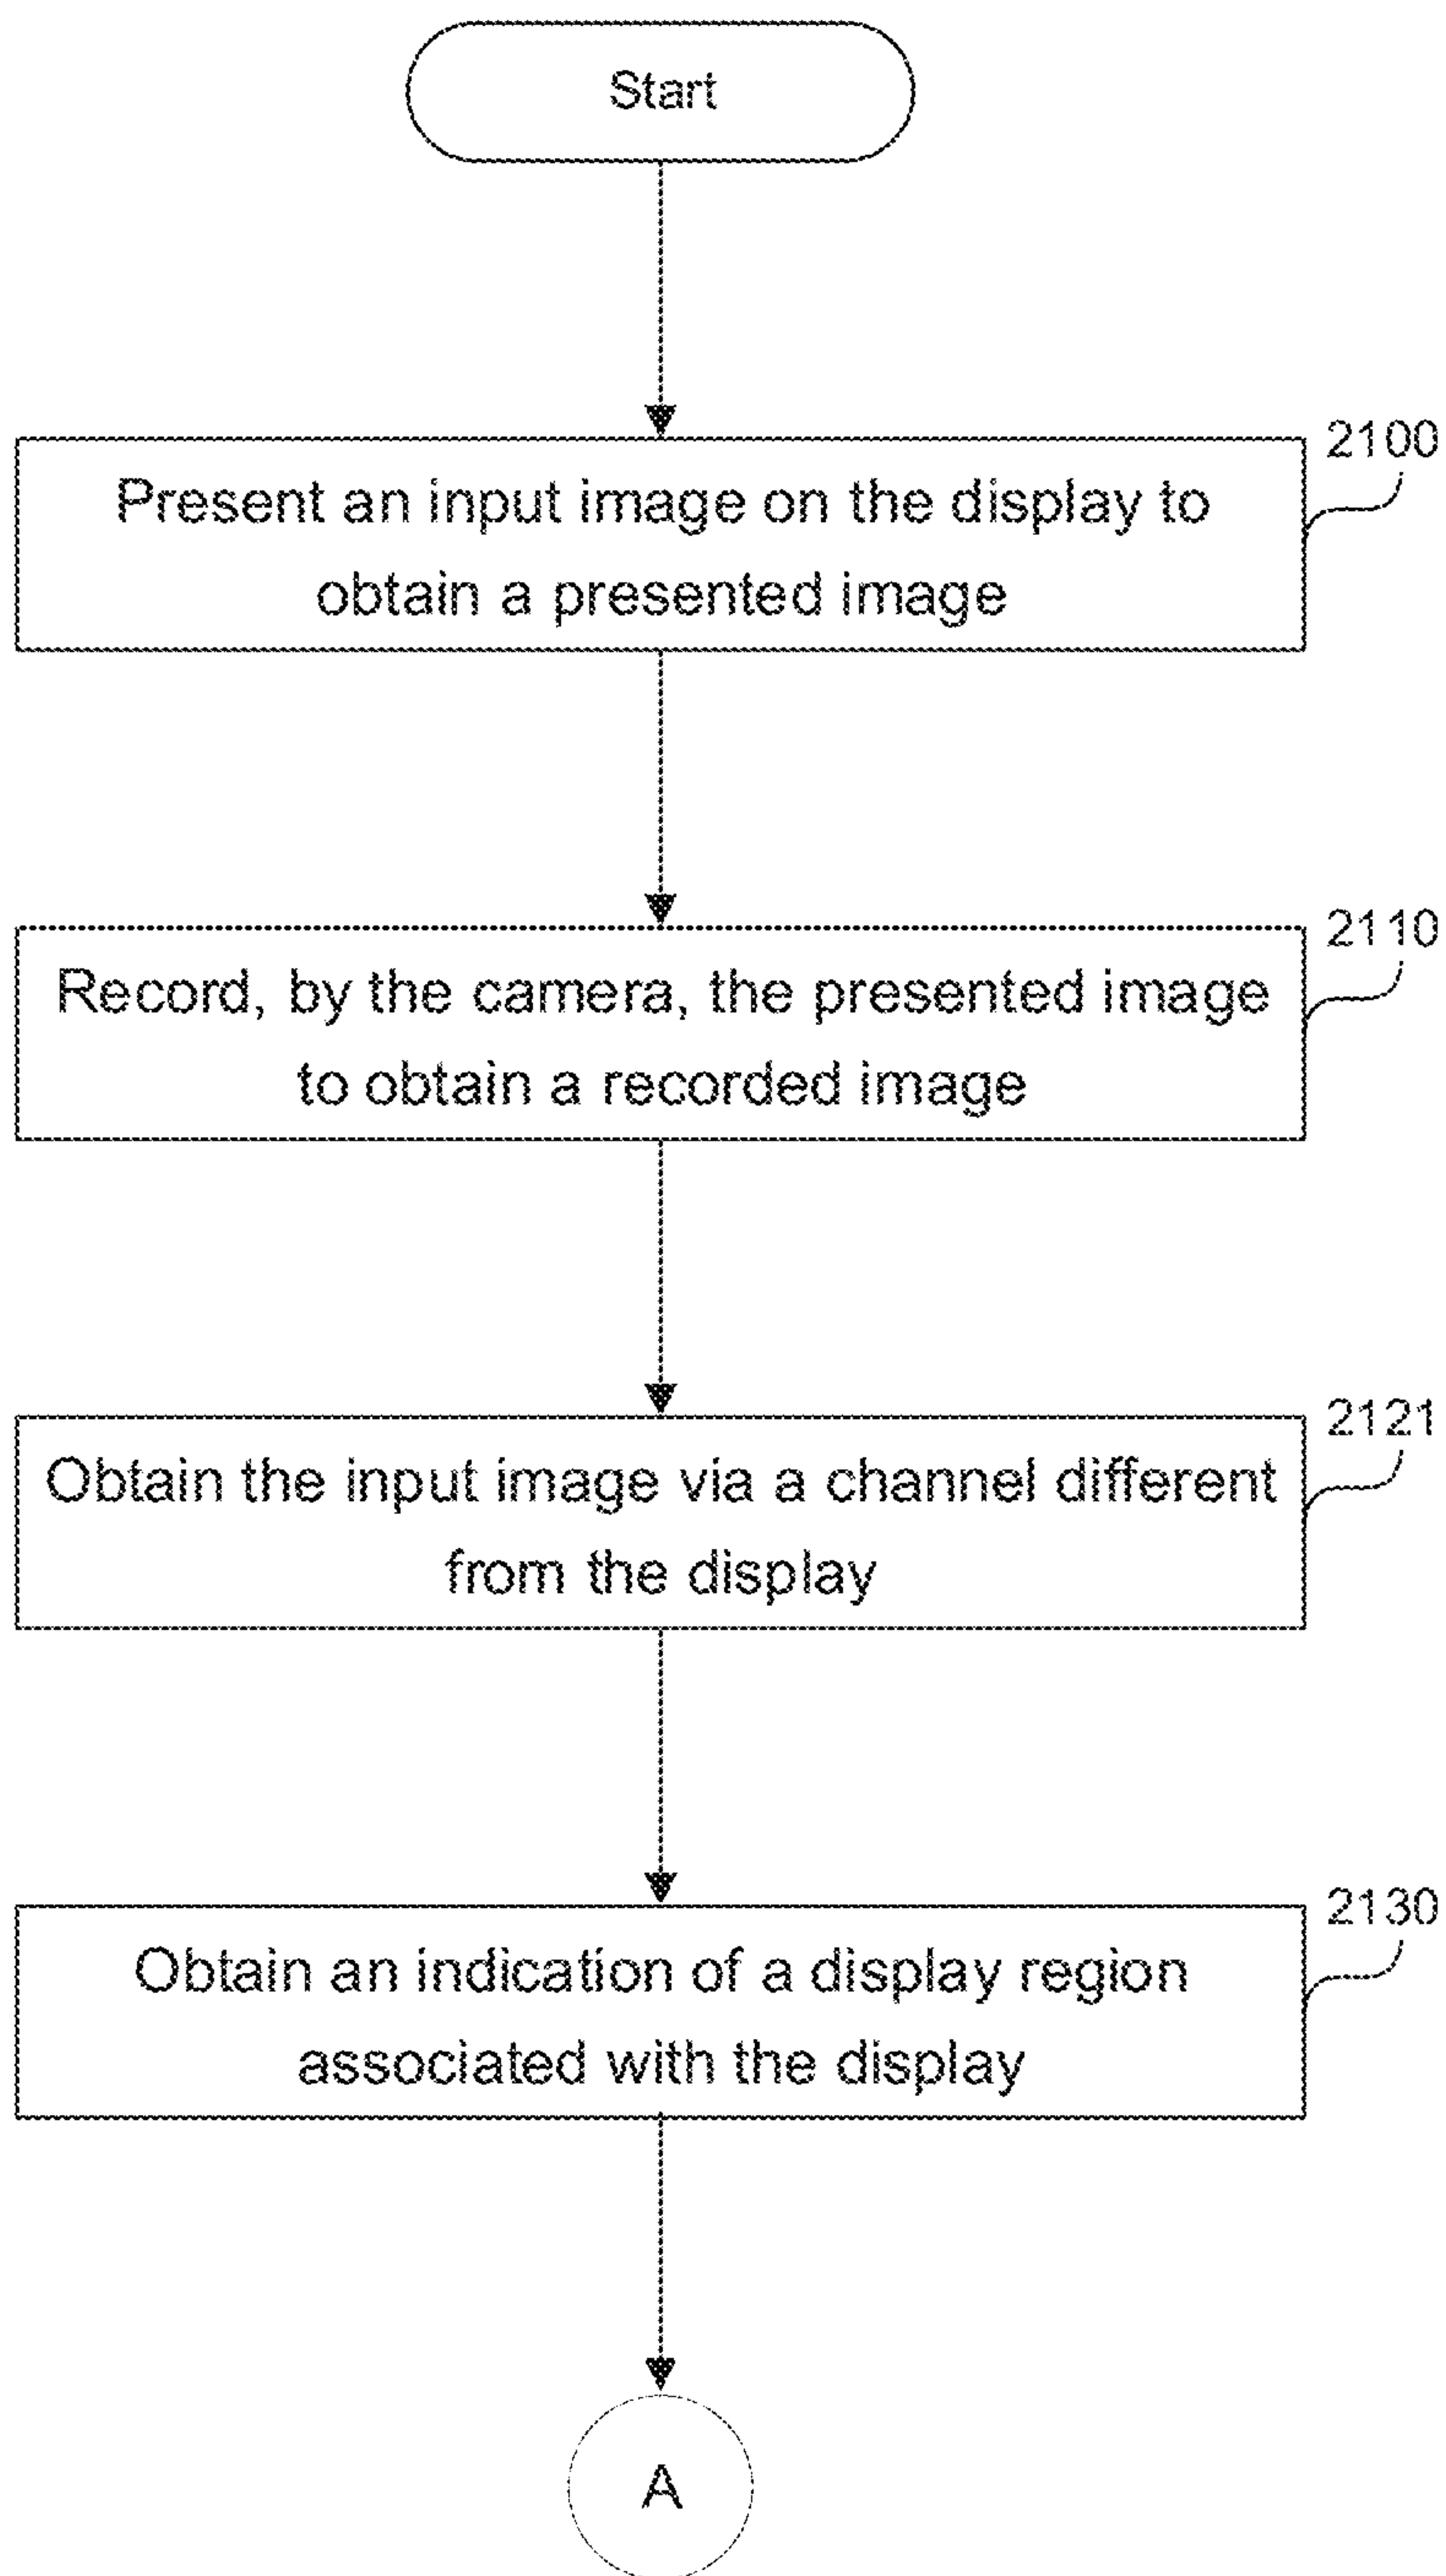 Start
2100
Present an input image on the display to
obtain a presented image
2110
Record, by the camera, the presented image
to obtain a recorded image
2121
Obtain the input image via a channel different
from the display
2130
Obtain an indication of a display region
associated with the display
A